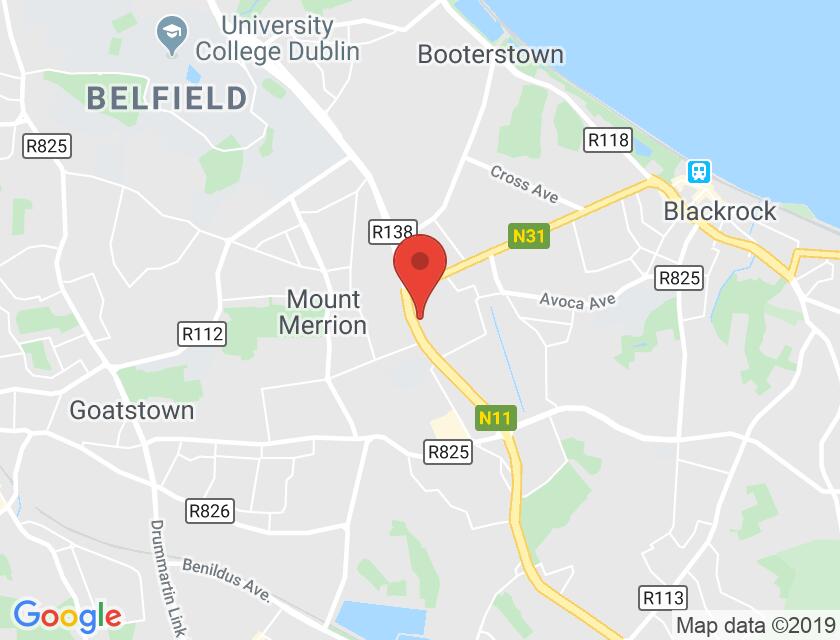 University
College Dublin
Booterstown
BELFIELD
R825
R118
Cross Ave
Blackrock
R138
N31
R825
Mount
Merrion
Avoca Ave
R112
Goatstown
N11
R825
R826
Drummartin Link
Benildus Ave.
R113
Google
Map data ©2019